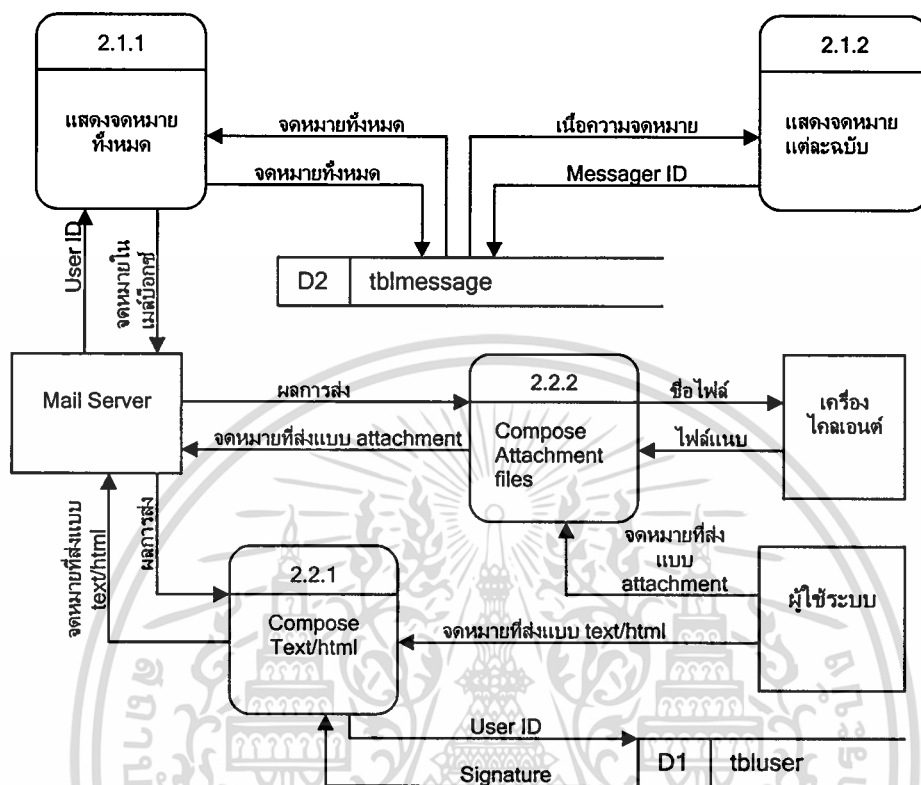 2.1.1
แสดงจดหมาย
ทั้งหมด
2.1.2
แสดงจดหมาย
แต่ละฉบับ
จดหมายทั้งหมด
จดหมายทั้งหมด
เนื้อความจดหมาย
Messager ID
User ID
จดหมายใน
เมล์บ๊อกซ์
D2
tblmessage
Mail Server
ผลการส่ง
จดหมายที่ส่งแบบ attachment
2.2.2
Compose
Attachment
files
ชื่อไฟล์
ไฟล์แนบ
เครื่อง
ไคลเอนต์
จดหมายที่ส่งแบบ
text/html
ผลการส่ง
2.2.1
Compose
Text/html
จดหมายที่ส่ง
แบบ
attachment
จดหมายที่ส่งแบบ text/html
ผู้ใช้ระบบ
User ID
Signature
D1
tbluser